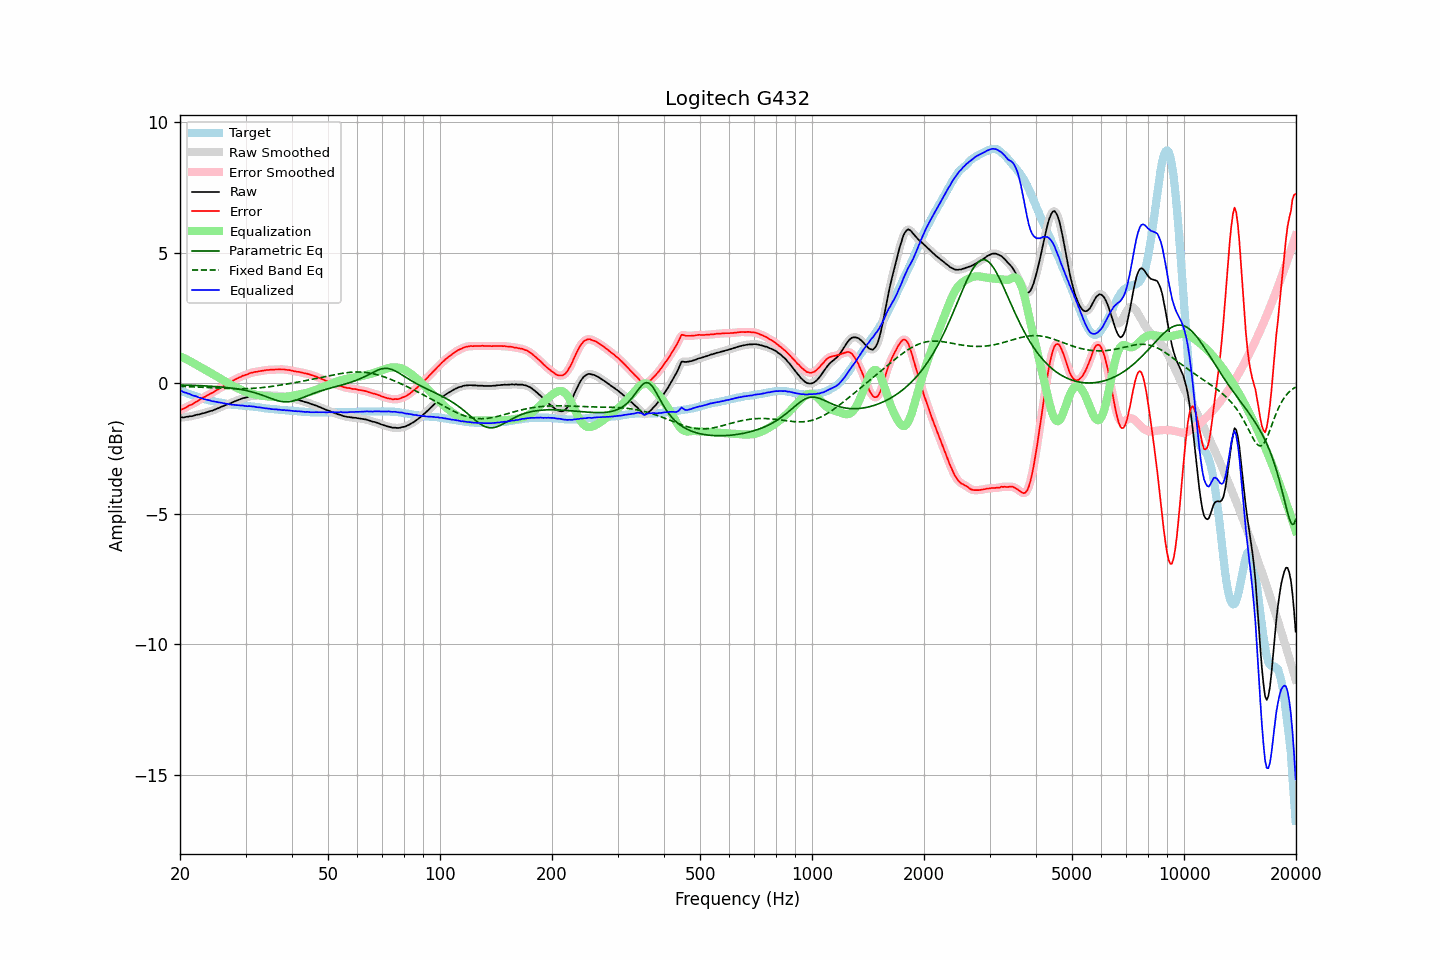 Logitech G432
Target
Raw Smoothed
Error Smoothed
Raw
Error
Equalization
Parametric Eq
Fixed Band Eq
Equalized
Amplitude (dBr)
10
5
0
−5
−10
−15
20
50
100
200
500
1000
2000
5000
10000
20000
Frequency (Hz)